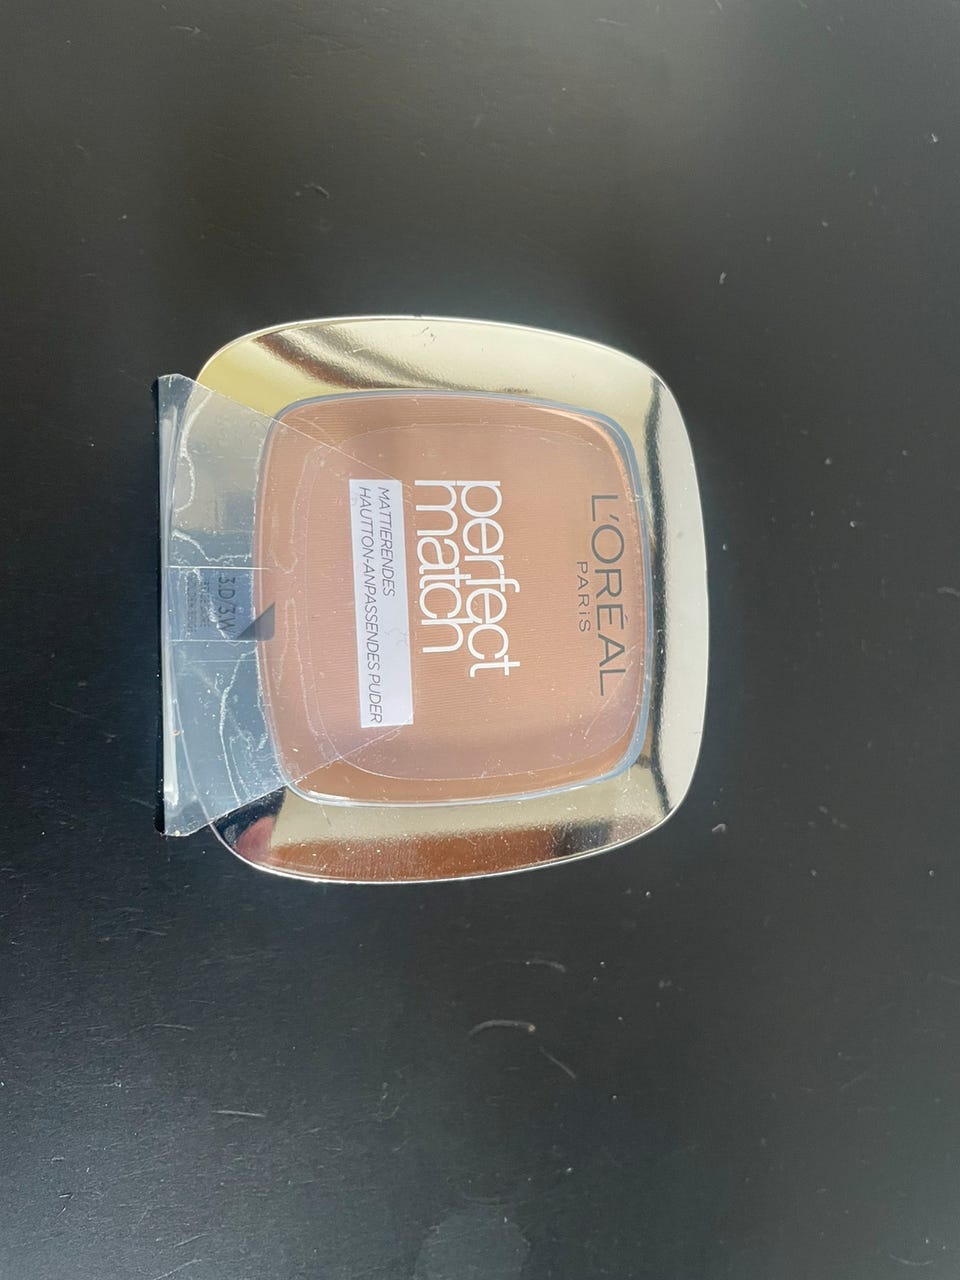 L'ORÉAL
PARiS
perfect
match
MATTIERENDES
HAUTTON-ANPASSENDES PUDER
3.D/3.W